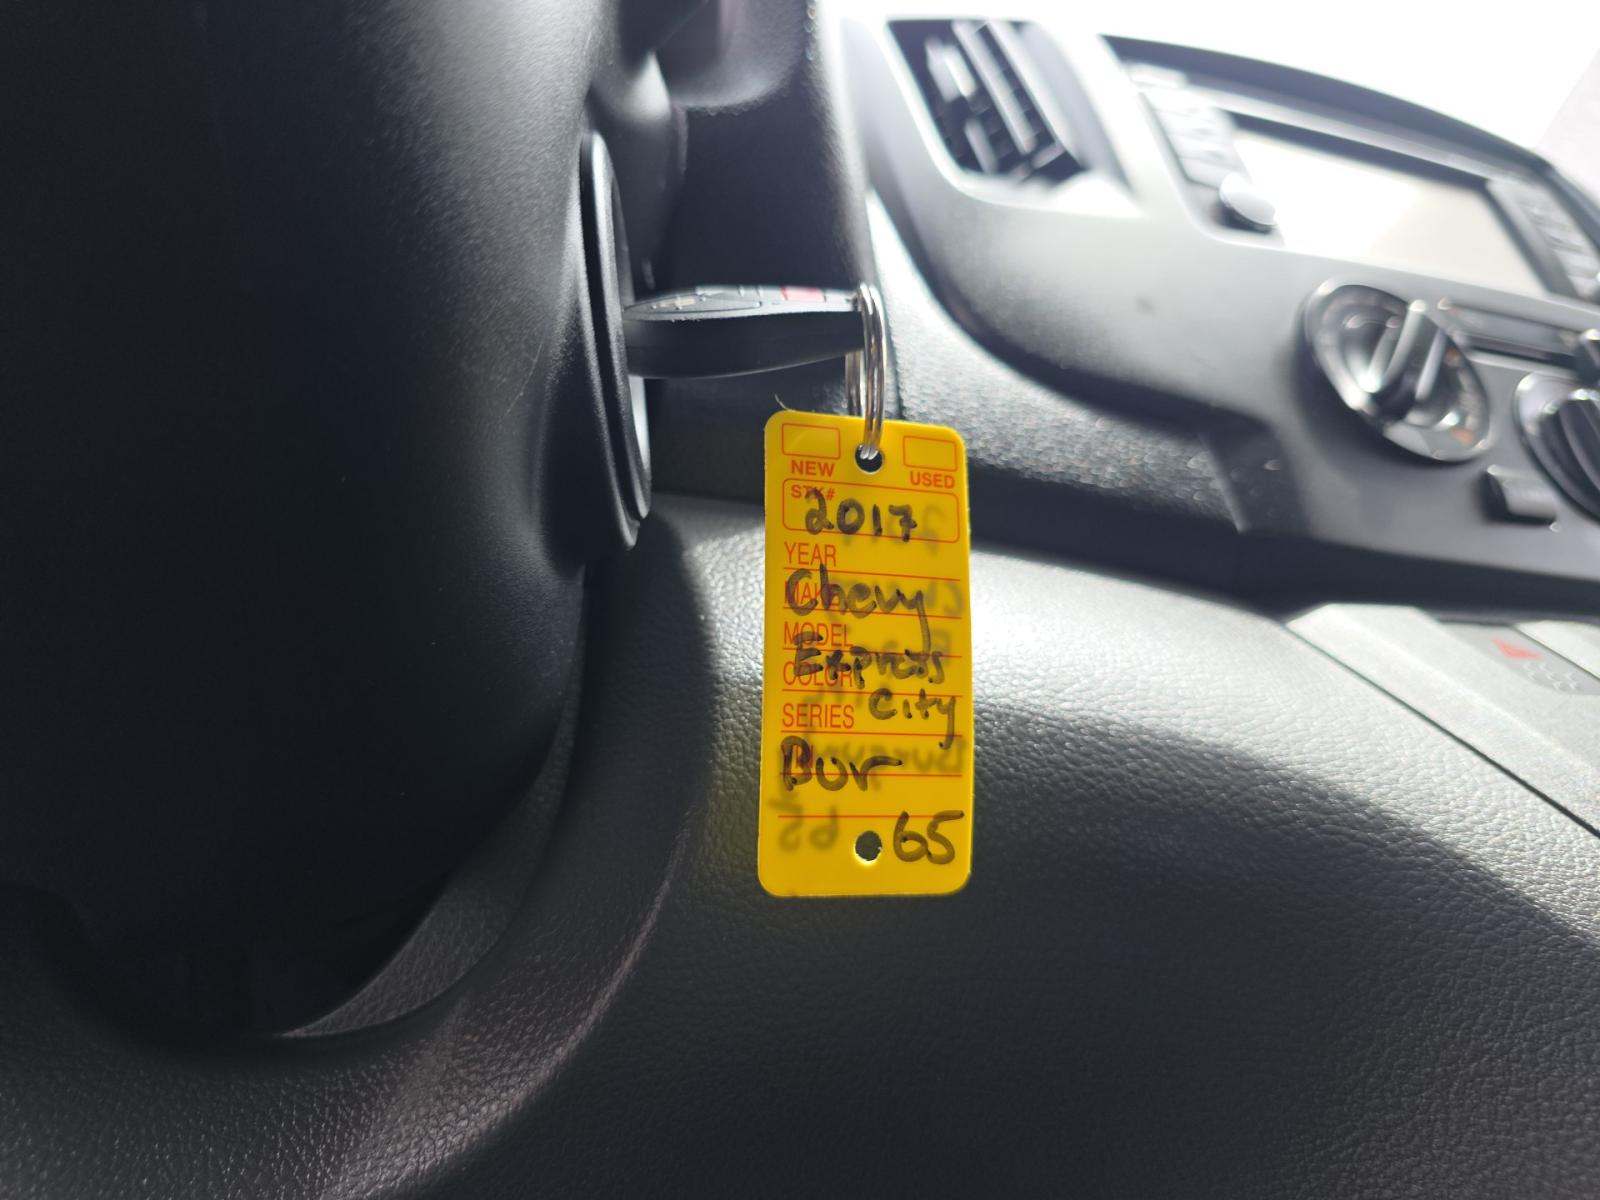 NEW USED
STK#
2017
YEAR
MAKE
Chevy
MODEL
Express
COLOR
City
SERIES
Bur
65